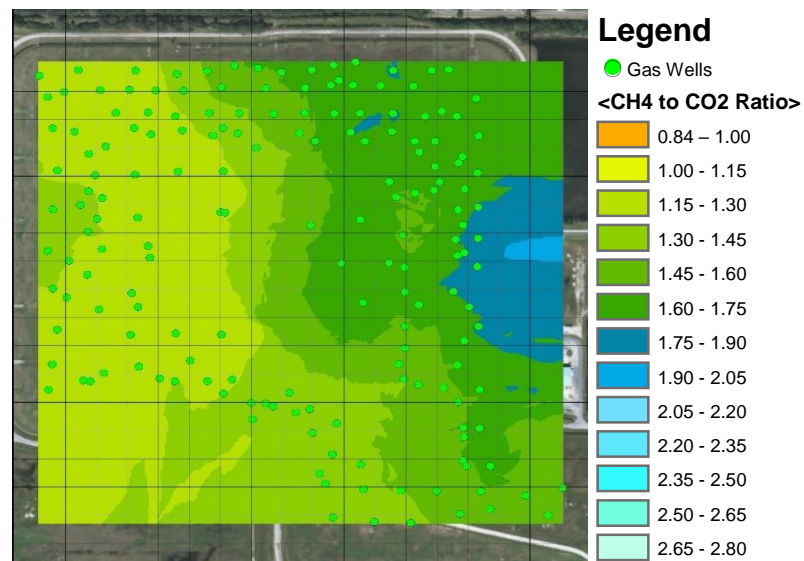 Legend
Gas Wells
<CH4 to CO2 Ratio>
0.84 – 1.00
1.00 - 1.15
1.15 - 1.30
1.30 - 1.45
1.45 - 1.60
1.60 - 1.75
1.75 - 1.90
1.90 - 2.05
2.05 - 2.20
2.20 - 2.35
2.35 - 2.50
2.50 - 2.65
2.65 - 2.80